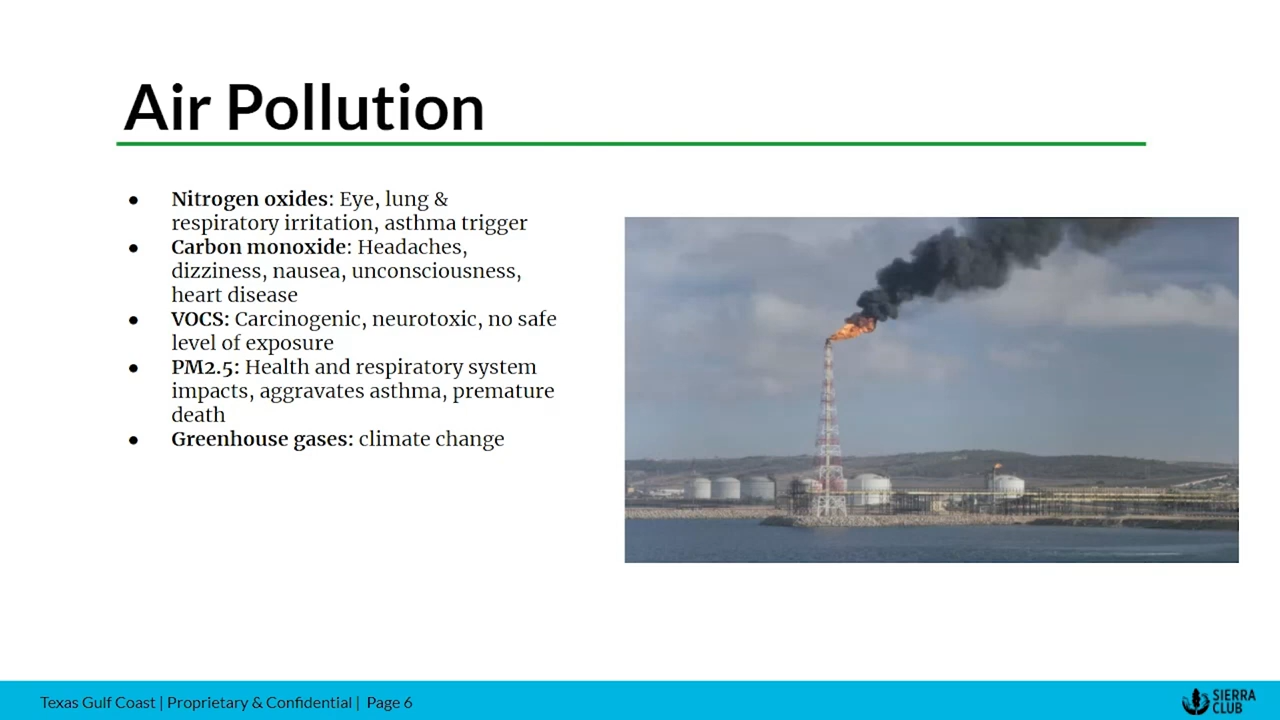 Air Pollution
● Nitrogen oxides: Eye, lung &
respiratory irritation, asthma trigger
● Carbon monoxide: Headaches,
dizziness, nausea, unconsciousness,
heart disease
● VOCS: Carcinogenic, neurotoxic, no safe
level of exposure
● PM2.5: Health and respiratory system
impacts, aggravates asthma, premature
death
● Greenhouse gases: climate change
Texas Gulf Coast | Proprietary & Confidential | Page 6
SIERRA
CLUB